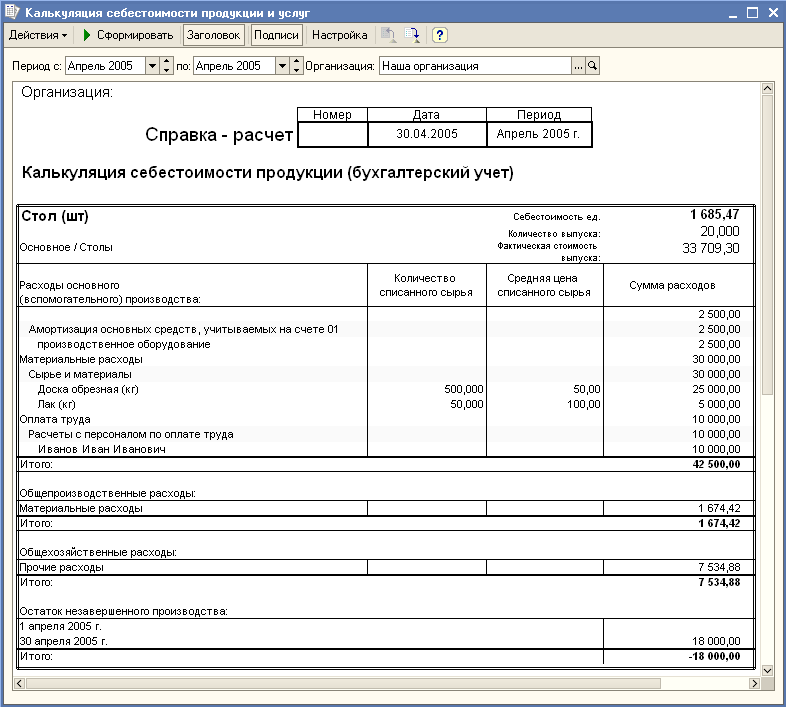 Калькуляция себестоимости продукции и услуг
Действия Сформировать Заголовок Подписи Настройка ?
Период с: Апрель 2005 по: Апрель 2005 Организация: Наша организация ...
Организация:
Номер Дата Период
Справка - расчет 30.04.2005 Апрель 2005 г.
Калькуляция себестоимости продукции (бухгалтерский учет)
Стол (шт) Себестоимость ед. 1 685,47
Количество выпуска: 20,000
Основное / Столы Фактическая стоимость выпуска: 33 709,30
Расходы основного (вспомогательного) производства: Количество списанного сырья Средняя цена списанного сырья Сумма расходов
2 500,00
Амортизация основных средств, учитываемых на счете 01 2 500,00
производственное оборудование 2 500,00
Материальные расходы 30 000,00
Сырье и материалы 30 000,00
Доска обрезная (кг) 500,000 50,00 25 000,00
Лак (кг) 50,000 100,00 5 000,00
Оплата труда 10 000,00
Расчеты с персоналом по оплате труда 10 000,00
Иванов Иван Иванович 10 000,00
Итого: 42 500,00
Общепроизводственные расходы:
Материальные расходы 1 674,42
Итого: 1 674,42
Общехозяйственные расходы:
Прочие расходы 7 534,88
Итого: 7 534,88
Остаток незавершенного производства:
1 апреля 2005 г.
30 апреля 2005 г. 18 000,00
Итого: -18 000,00